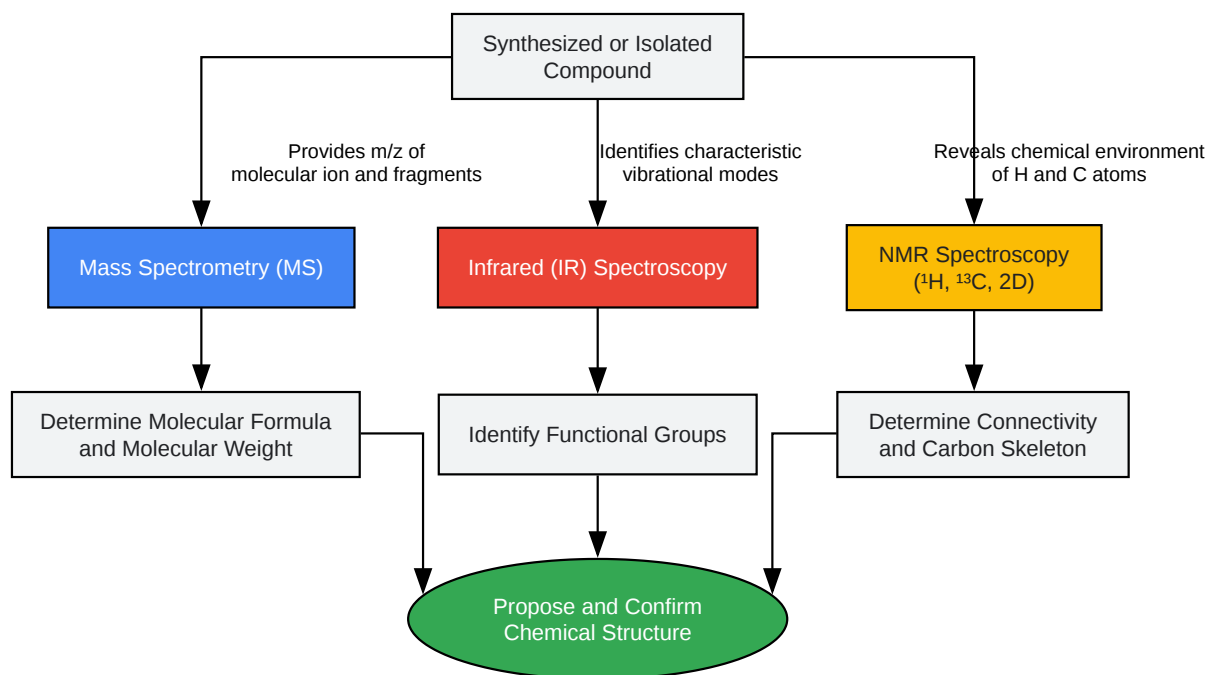 Synthesized or Isolated
Compound
Provides m/z of
molecular ion and fragments
Identifies characteristic
vibrational modes
Reveals chemical environment
of H and C atoms
Mass Spectrometry (MS)
Infrared (IR) Spectroscopy
NMR Spectroscopy
(¹H, ¹³C, 2D)
Determine Molecular Formula
and Molecular Weight
Identify Functional Groups
Determine Connectivity
and Carbon Skeleton
Propose and Confirm
Chemical Structure